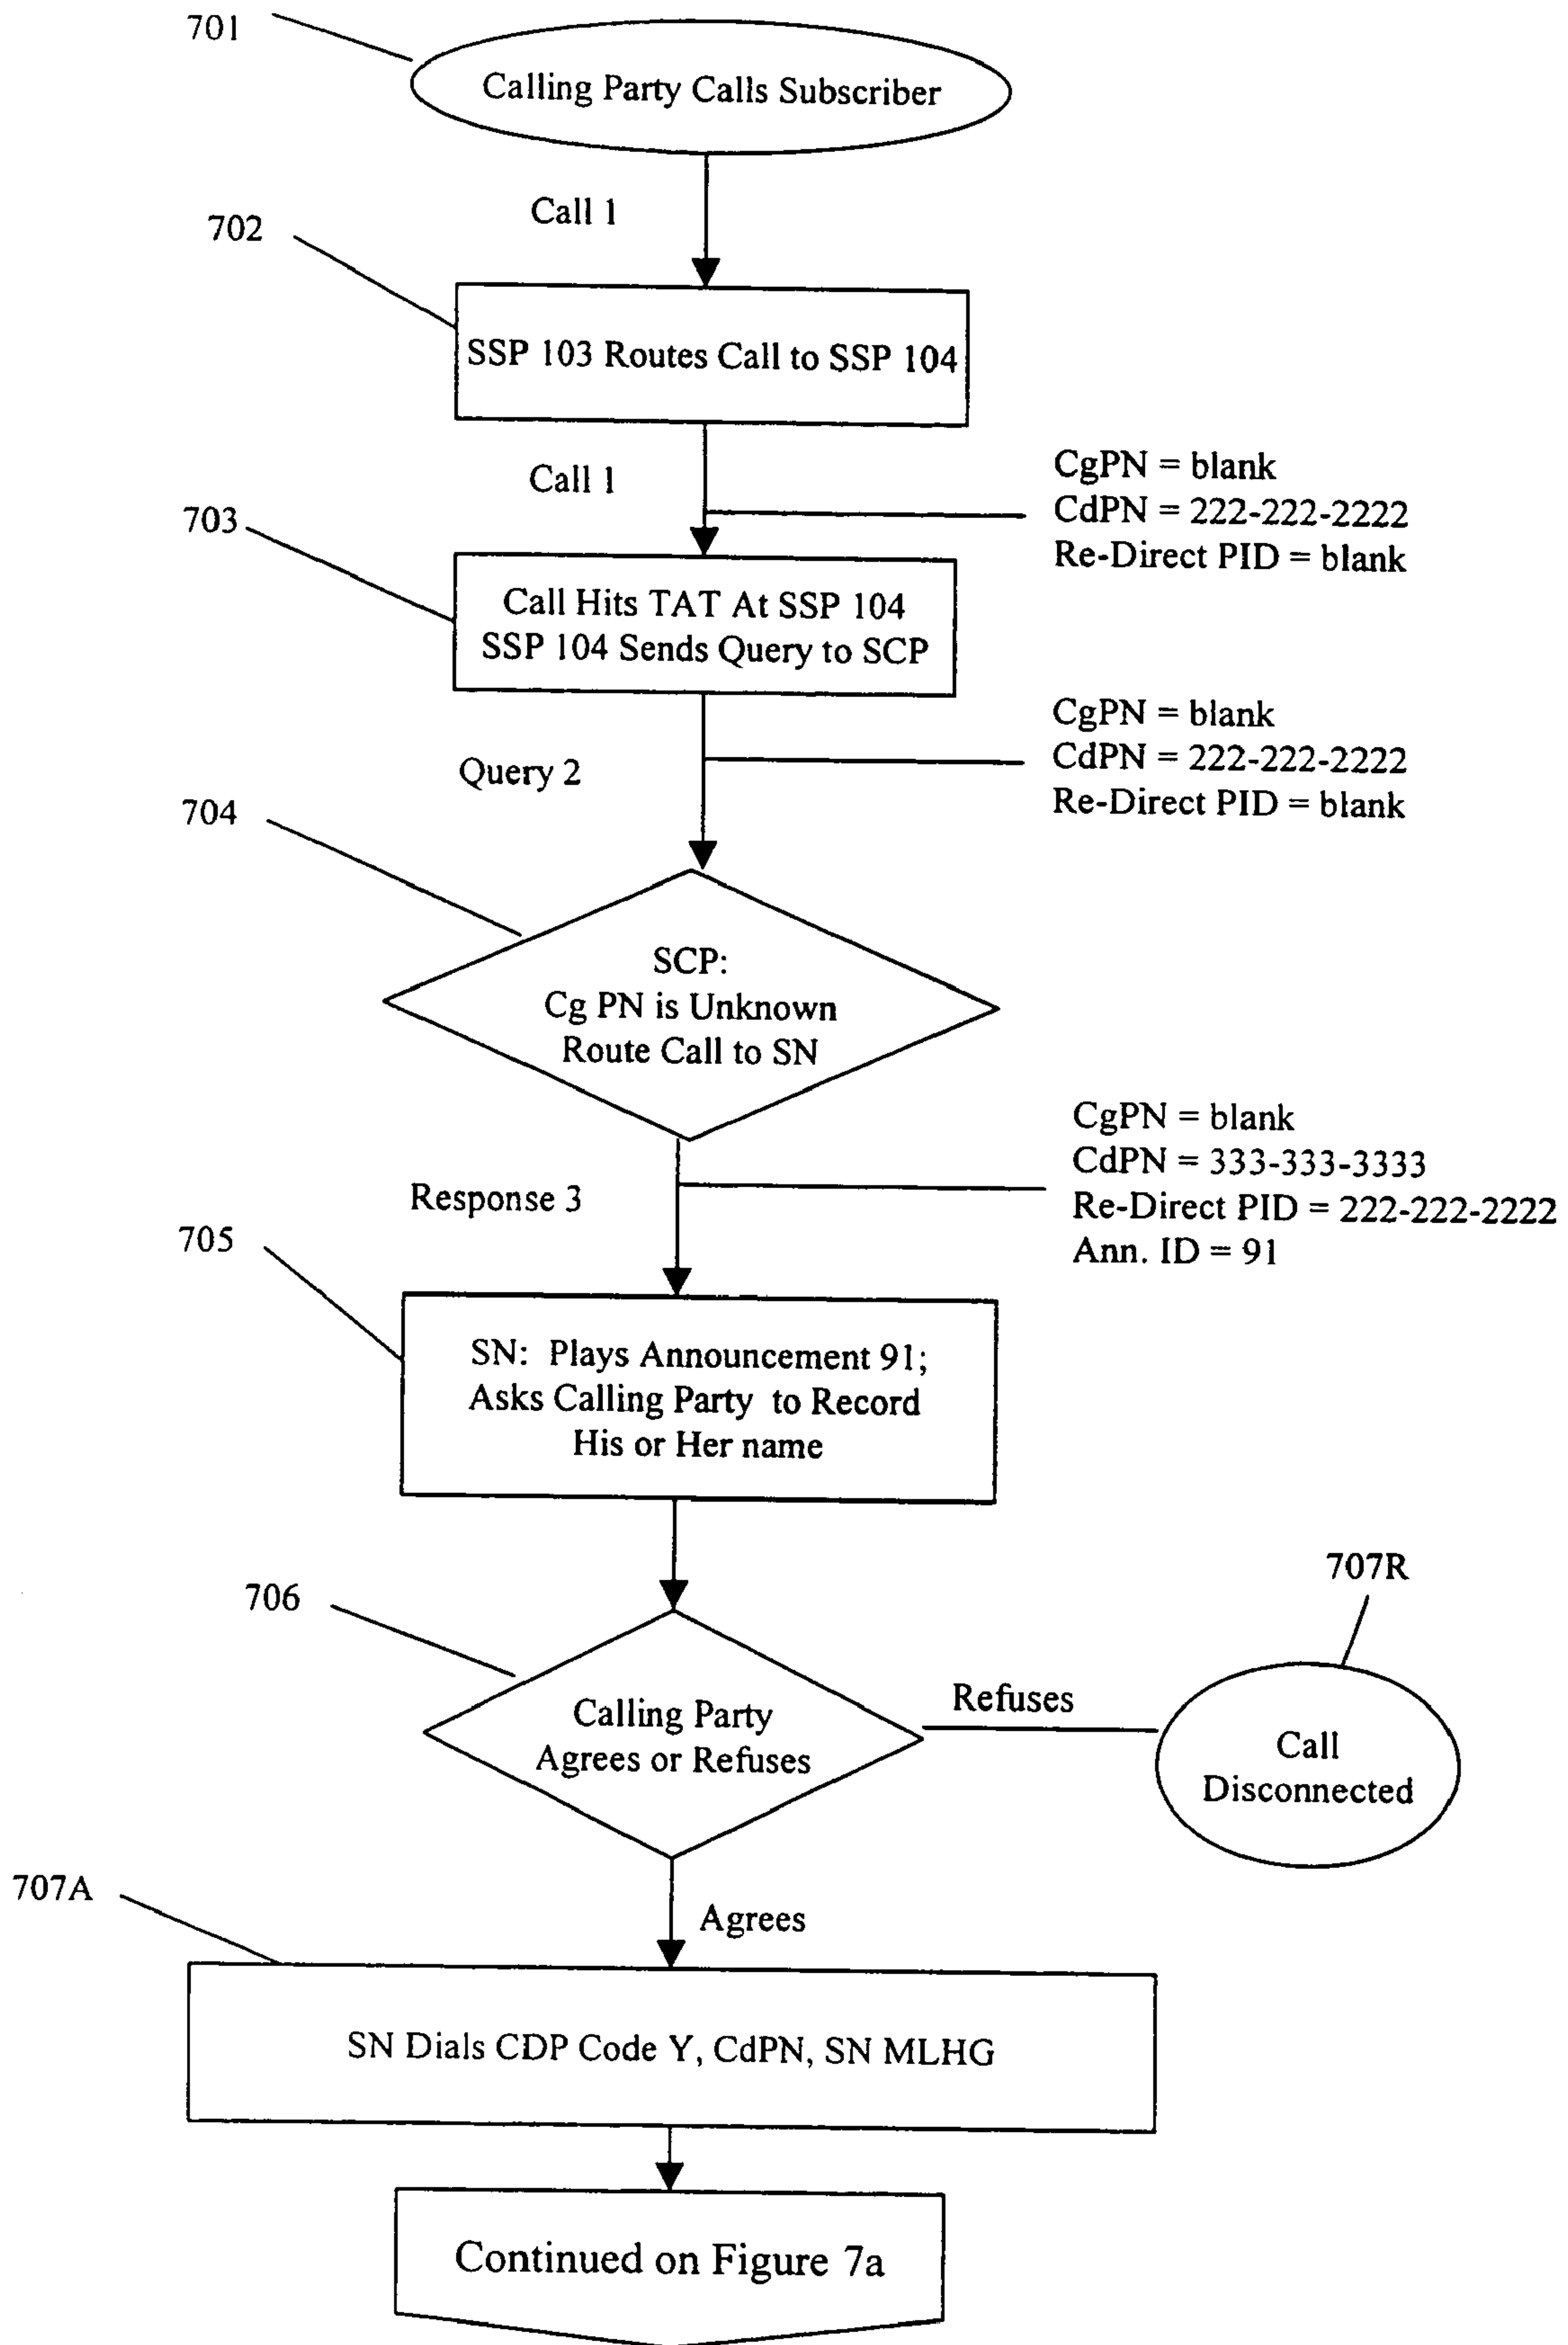 701
Calling Party Calls Subscriber
Call 1
702
SSP 103 Routes Call to SSP 104
Call 1
CgPN = blank
CdPN = 222-222-2222
Re-Direct PID = blank
703
Call Hits TAT At SSP 104
SSP 104 Sends Query to SCP
CgPN = blank
CdPN = 222-222-2222
Re-Direct PID = blank
Query 2
704
SCP:
Cg PN is Unknown
Route Call to SN
CgPN = blank
CdPN = 333-333-3333
Re-Direct PID = 222-222-2222
Ann. ID = 91
Response 3
705
SN: Plays Announcement 91;
Asks Calling Party to Record
His or Her name
707R
706
Calling Party
Agrees or Refuses
Refuses
Call
Disconnected
707A
Agrees
SN Dials CDP Code Y, CdPN, SN MLHG
Continued on Figure 7a